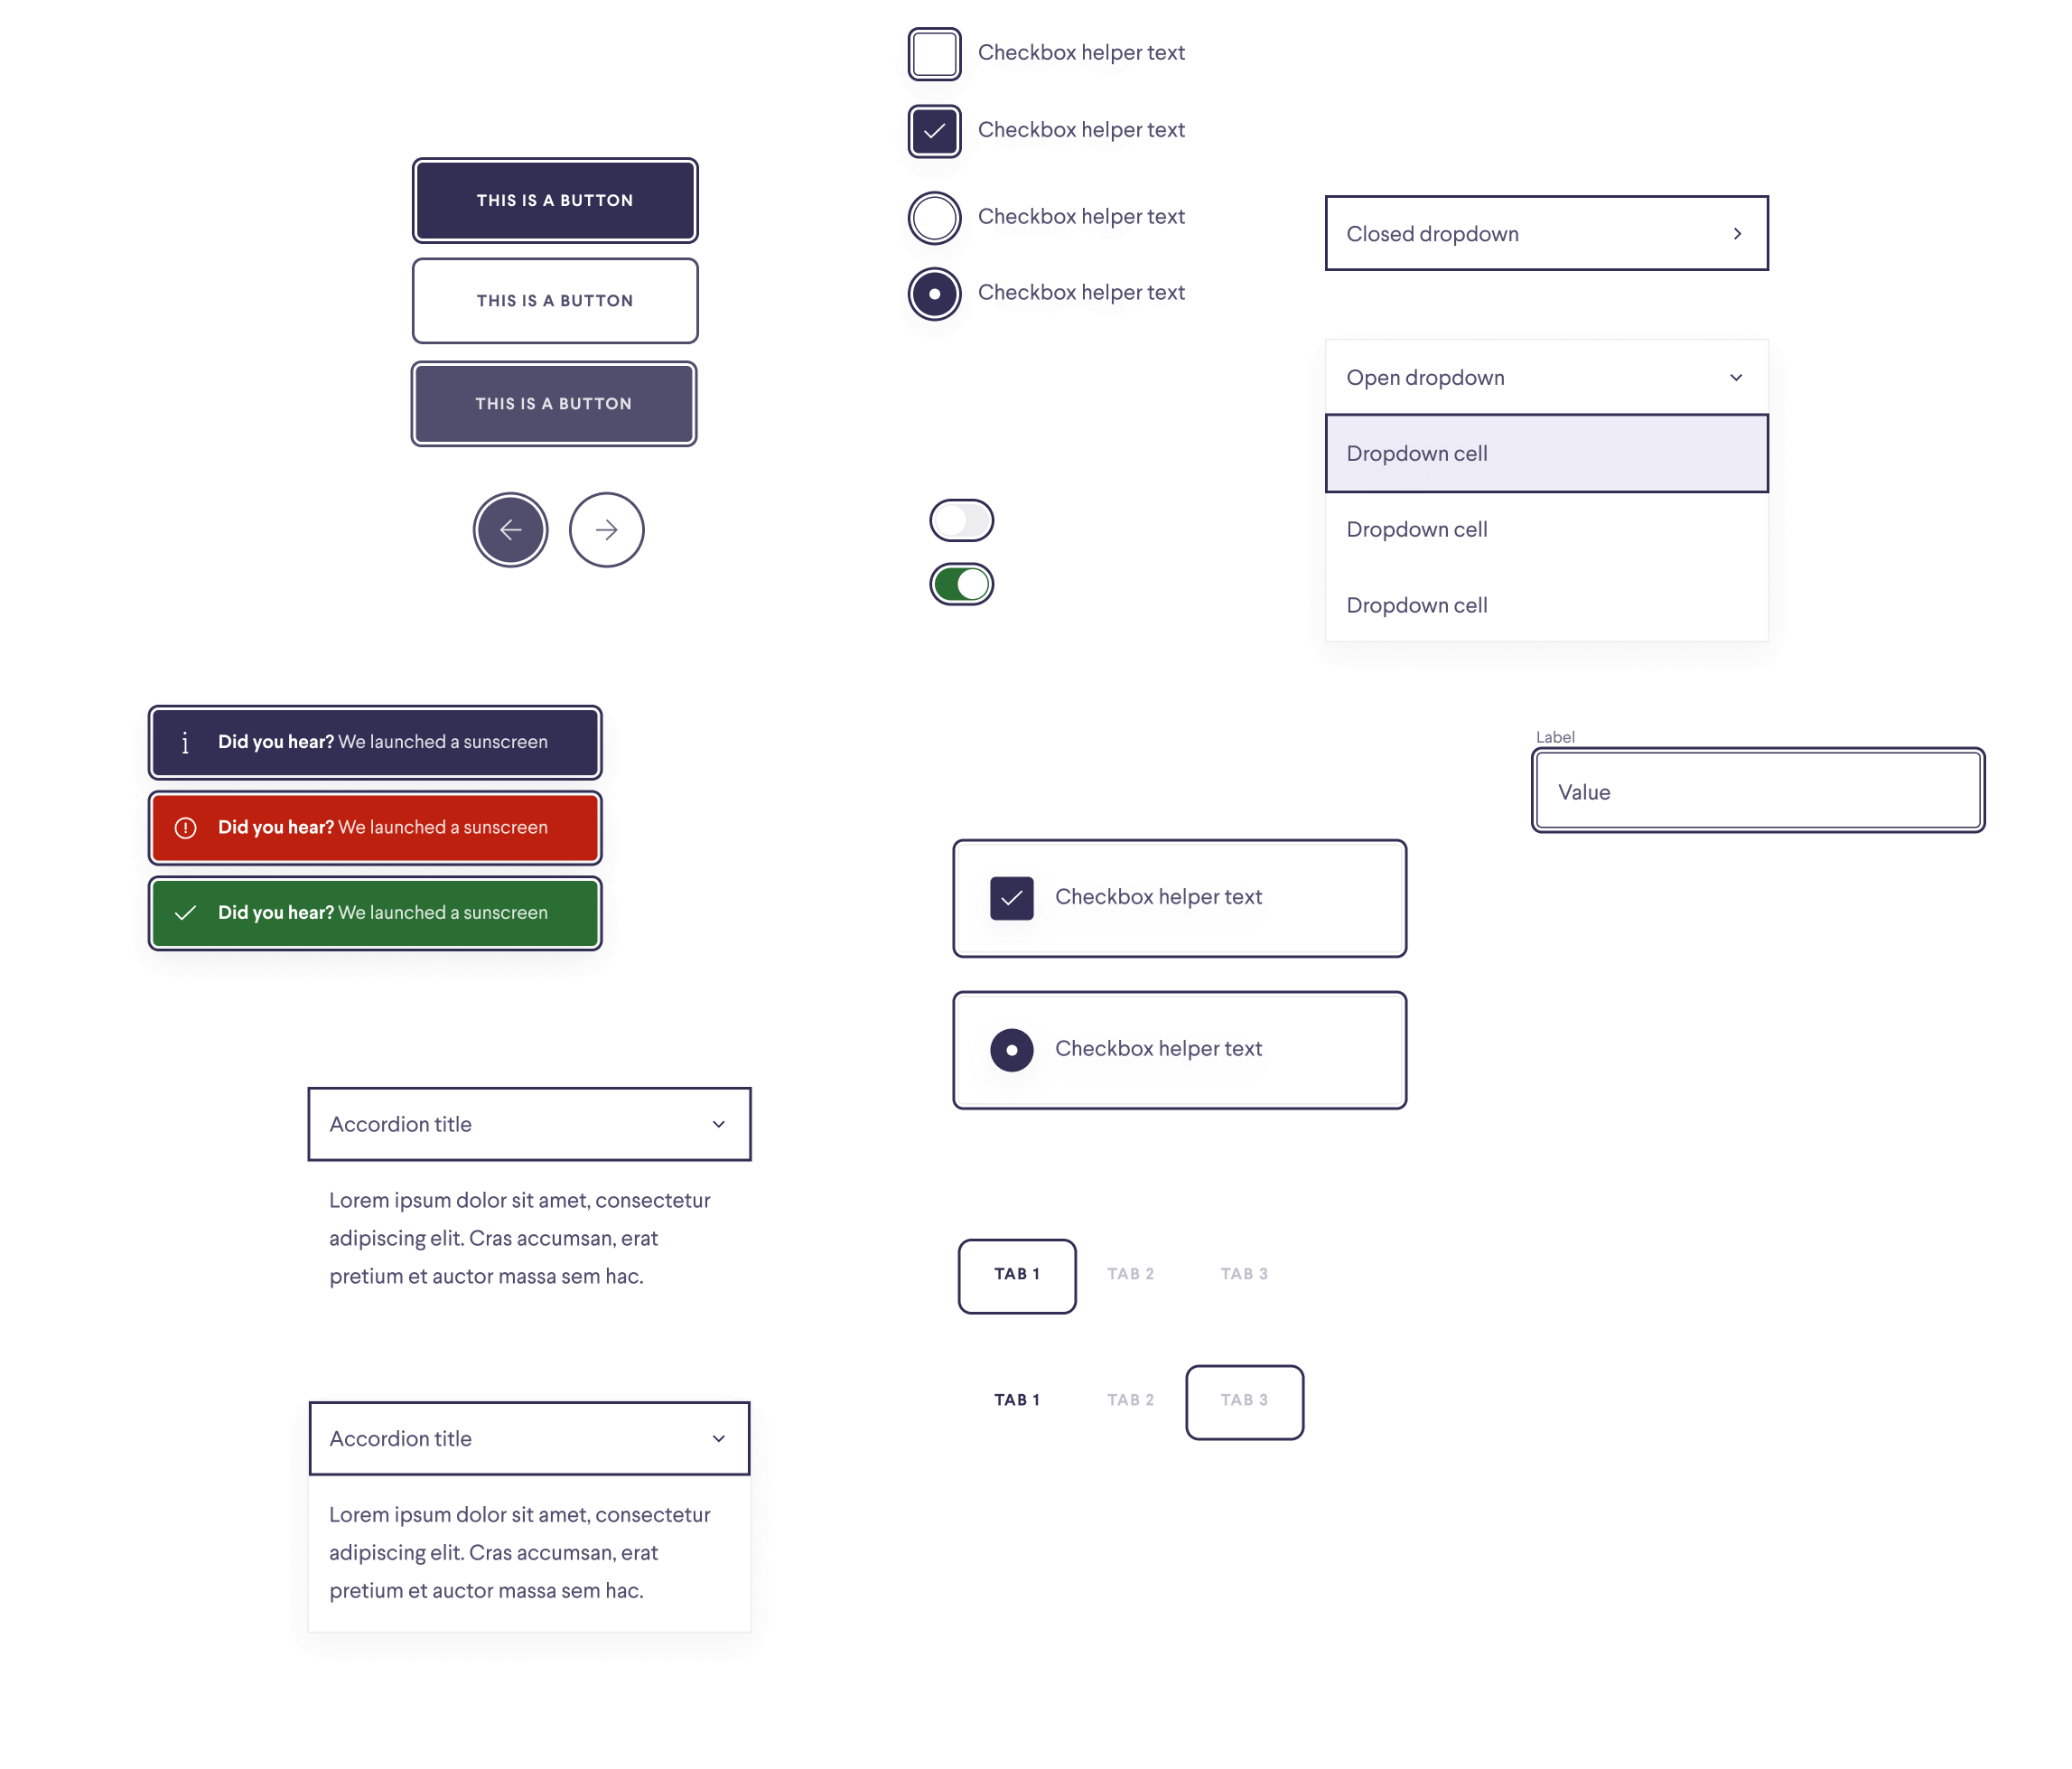 Checkbox helper text
Checkbox helper text
Checkbox helper text
Checkbox helper text
THIS IS A BUTTON
THIS IS A BUTTON
THIS IS A BUTTON
Closed dropdown
Open dropdown
Dropdown cell
Dropdown cell
Dropdown cell
Did you hear? We launched a sunscreen
Did you hear? We launched a sunscreen
Did you hear? We launched a sunscreen
Label
Value
Checkbox helper text
Checkbox helper text
Accordion title
Lorem ipsum dolor sit amet, consectetur
adipiscing elit. Cras accumsan, erat
pretium et auctor massa sem hac.
TAB 1 TAB 2 TAB 3
TAB 1 TAB 2 TAB 3
Accordion title
Lorem ipsum dolor sit amet, consectetur
adipiscing elit. Cras accumsan, erat
pretium et auctor massa sem hac.